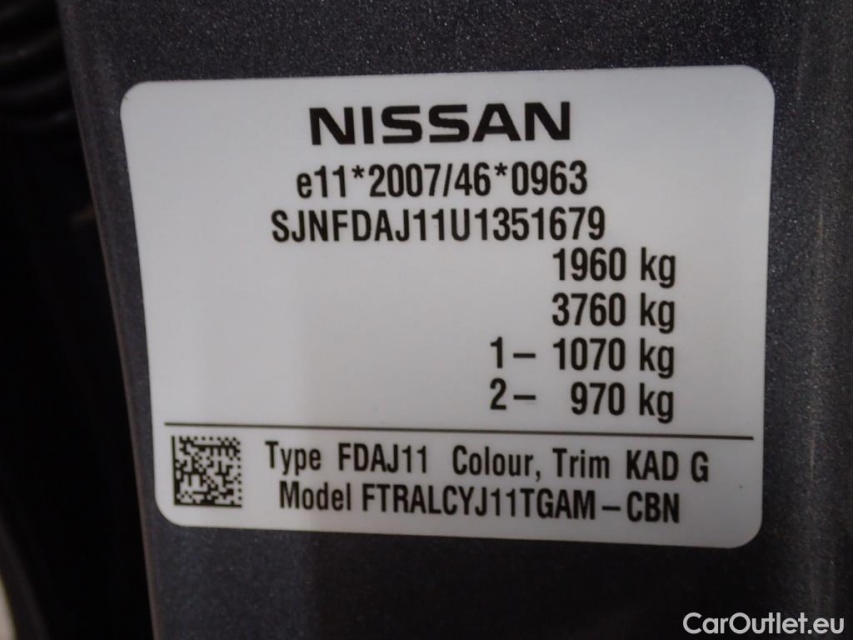 NISSAN
e11*2007/46*0963
SJNFDAJ11U1351679
1960 kg
3760 kg
1- 1070 kg
2- 970 kg
Type FDAJ11 Colour, Trim KAD G
Model FTRALCYJ11TGAM-CBN
CarOutlet.eu